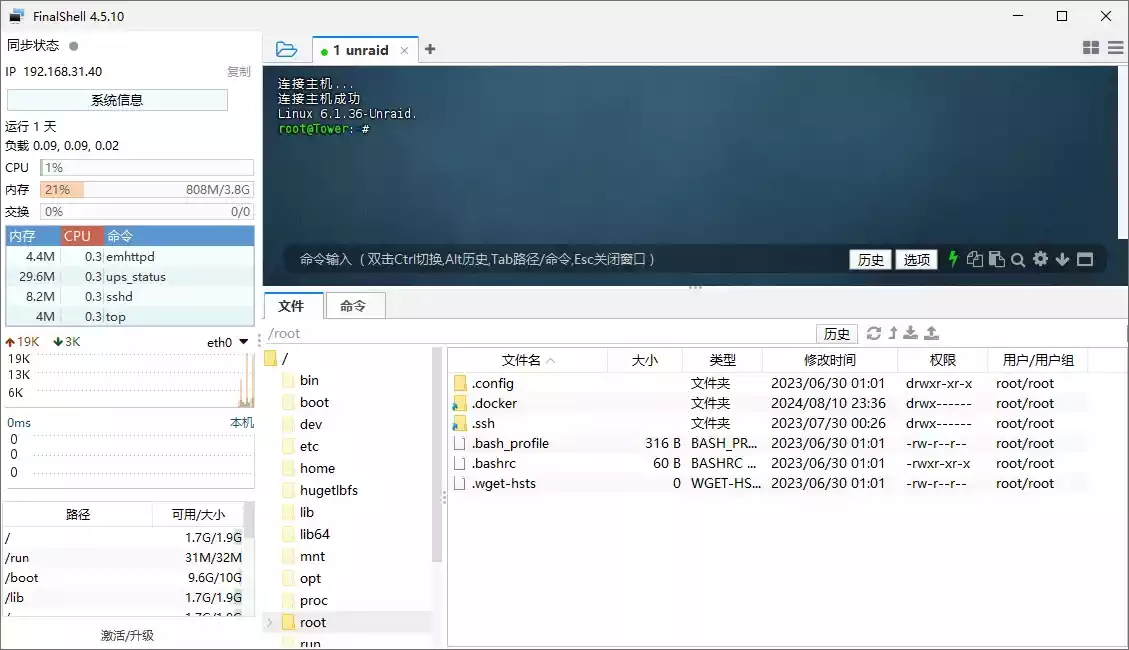 FinalShell 4.5.10
同步状态
IP 192.168.31.40 复制
系统信息
运行 1 天
负载 0.09, 0.09, 0.02
CPU 1%
内存 21% 808M/3.8G
交换 0% 0/0
内存 CPU 命令
4.4M 0.3 emhttpd
29.6M 0.3 ups_status
8.2M 0.3 sshd
4M 0.3 top
19K 3K eth0
19K
13K
6K
0ms 本机
0
0
0
路径 可用/大小
/ 1.7G/1.9G
/run 31M/32M
/boot 9.6G/10G
/lib 1.7G/1.9G
激活/升级
1 unraid
连接主机...
连接主机成功
Linux 6.1.36-Unraid.
root@Tower: #
命令输入 （双击Ctrl切换,Alt历史,Tab路径/命令,Esc关闭窗口） 历史 选项
文件 命令
/root 历史
/
bin
boot
dev
etc
home
hugetlbfs
lib
lib64
mnt
opt
proc
root
run
文件名 大小 类型 修改时间 权限 用户/用户组
.config 文件夹 2023/06/30 01:01 drwxr-xr-x root/root
.docker 文件夹 2024/08/10 23:36 drwx------ root/root
.ssh 文件夹 2023/07/30 00:26 drwx------ root/root
.bash_profile 316 B BASH_PR... 2023/06/30 01:01 -rw-r--r-- root/root
.bashrc 60 B BASHRC ... 2023/06/30 01:01 -rwxr-xr-x root/root
.wget-hsts 0 WGET-HS... 2023/06/30 01:01 -rw-r--r-- root/root